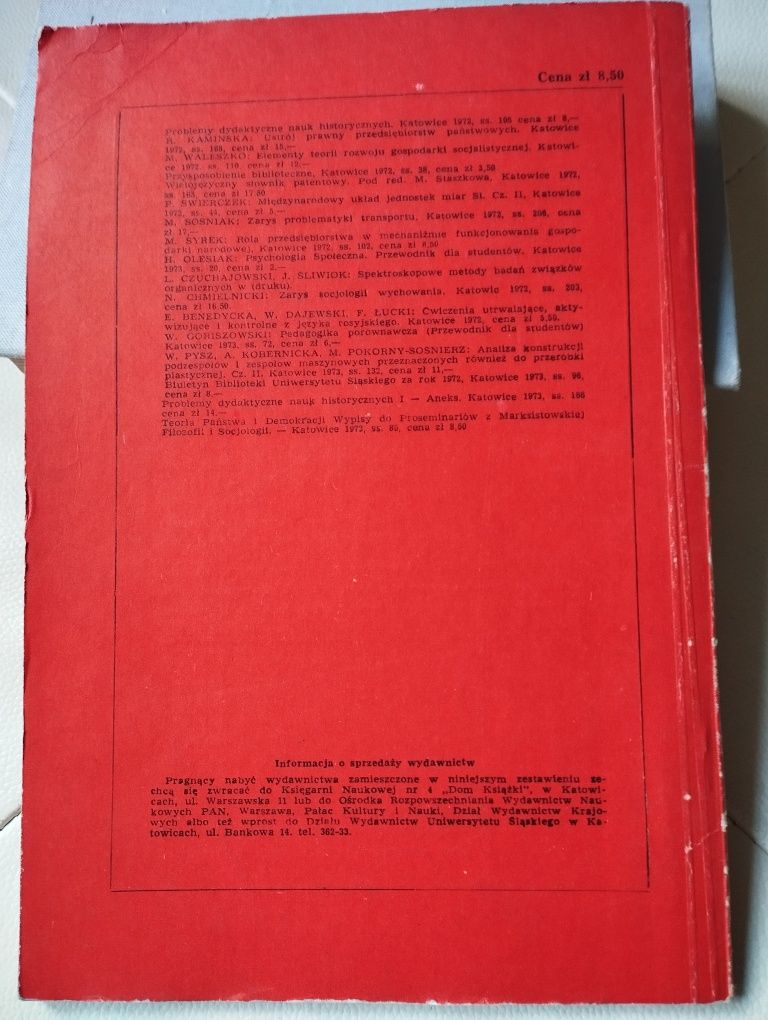 Cena zł 8,50
Problemy dydaktyczne nauk historycznych. Katowice 1972, ss. 106 cena zł 8,—
R. KAMIŃSKA: Ustrój prawny przedsiębiorstw państwowych. Katowice
1972, ss. 168, cena zł 15,—
M. WALESZKO: Elementy teorii rozwoju gospodarki socjalistycznej. Katowi-
ce 1972. ss. 110, cena zł 12,—
Przysposobienie biblioteczne, Katowice 1972, ss. 38, cena zł 3,50
Wielojęzyczny słownik patentowy. Pod red. M. Staszkowa, Katowice 1972,
ss. 163, cena zł 17.50
P. ŚWIERCZEK: Międzynarodowy układ jednostek miar SI. Cz. II, Katowice
1972, ss. 44, cena zł 5,—
M. SOŚNIAK: Zarys problematyki transportu, Katowice 1972, ss. 206, cena
zł 17,—
M. SYREK: Rola przedsiębiorstwa w mechaniźmie funkcjonowania gospo-
darki narodowej, Katowice 1972, ss. 102, cena zł 8,50
H. OLESIAK: Psychologia Społeczna. Przewodnik dla studentów. Katowice
1973, ss. 20, cena zł 2.—
L. CZUCHAJOWSKI, J. ŚLIWIOK: Spektroskopowe metody badań związków
organicznych w (druku).
N. CHMIELNICKI: Zarys socjologii wychowania. Katowic 1972, ss. 203,
cena zł 16.50.
E. BENEDYCKA, W. DAJEWSKI, F. ŁUCKI: Ćwiczenia utrwalające, akty-
wizujące i kontrolne z języka rosyjskiego. Katowice 1972, cena zł 5,50.
W. GOBISZOWSKI: Pedagogika porównawcza (Przewodnik dla studentów)
Katowice 1973, ss. 72, cena zł 6,—
W. PYSZ, A. KOBERNICKA, M. POKORNY-SOSNIERZ: Analiza konstrukcji
podzespołów i zespołów maszynowych przeznaczonych również do przeróbki
plastycznej. Cz. II, Katowice 1973, ss. 132, cena zł 11,—
Biuletyn Biblioteki Uniwersytetu Śląskiego za rok 1972, Katowice 1973, ss. 96,
cena zł 8,—
Problemy dydaktyczne nauk historycznych I — Aneks. Katowice 1973, ss. 166
cena zł 14,—
Teoria Państwa i Demokracji Wypisy do Proseminariów z Marksistowskiej
Filozofii i Socjologii. — Katowice 1973, ss. 86, cena zł 8,60
Informacja o sprzedaży wydawnictw
Pragnący nabyć wydawnictwa zamieszczone w niniejszym zestawieniu ze-
chcą się zwracać do Księgarni Naukowej nr 4 „Dom Książki”, w Katowi-
cach, ul. Warszawska 11 lub do Ośrodka Rozpowszechniania Wydawnictw Nau-
kowych PAN, Warszawa, Pałac Kultury i Nauki, Dział Wydawnictw Krajo-
wych albo też wprost do Działu Wydawnictw Uniwersytetu Śląskiego w Ka-
towicach, ul. Bankowa 14. tel. 362-33.